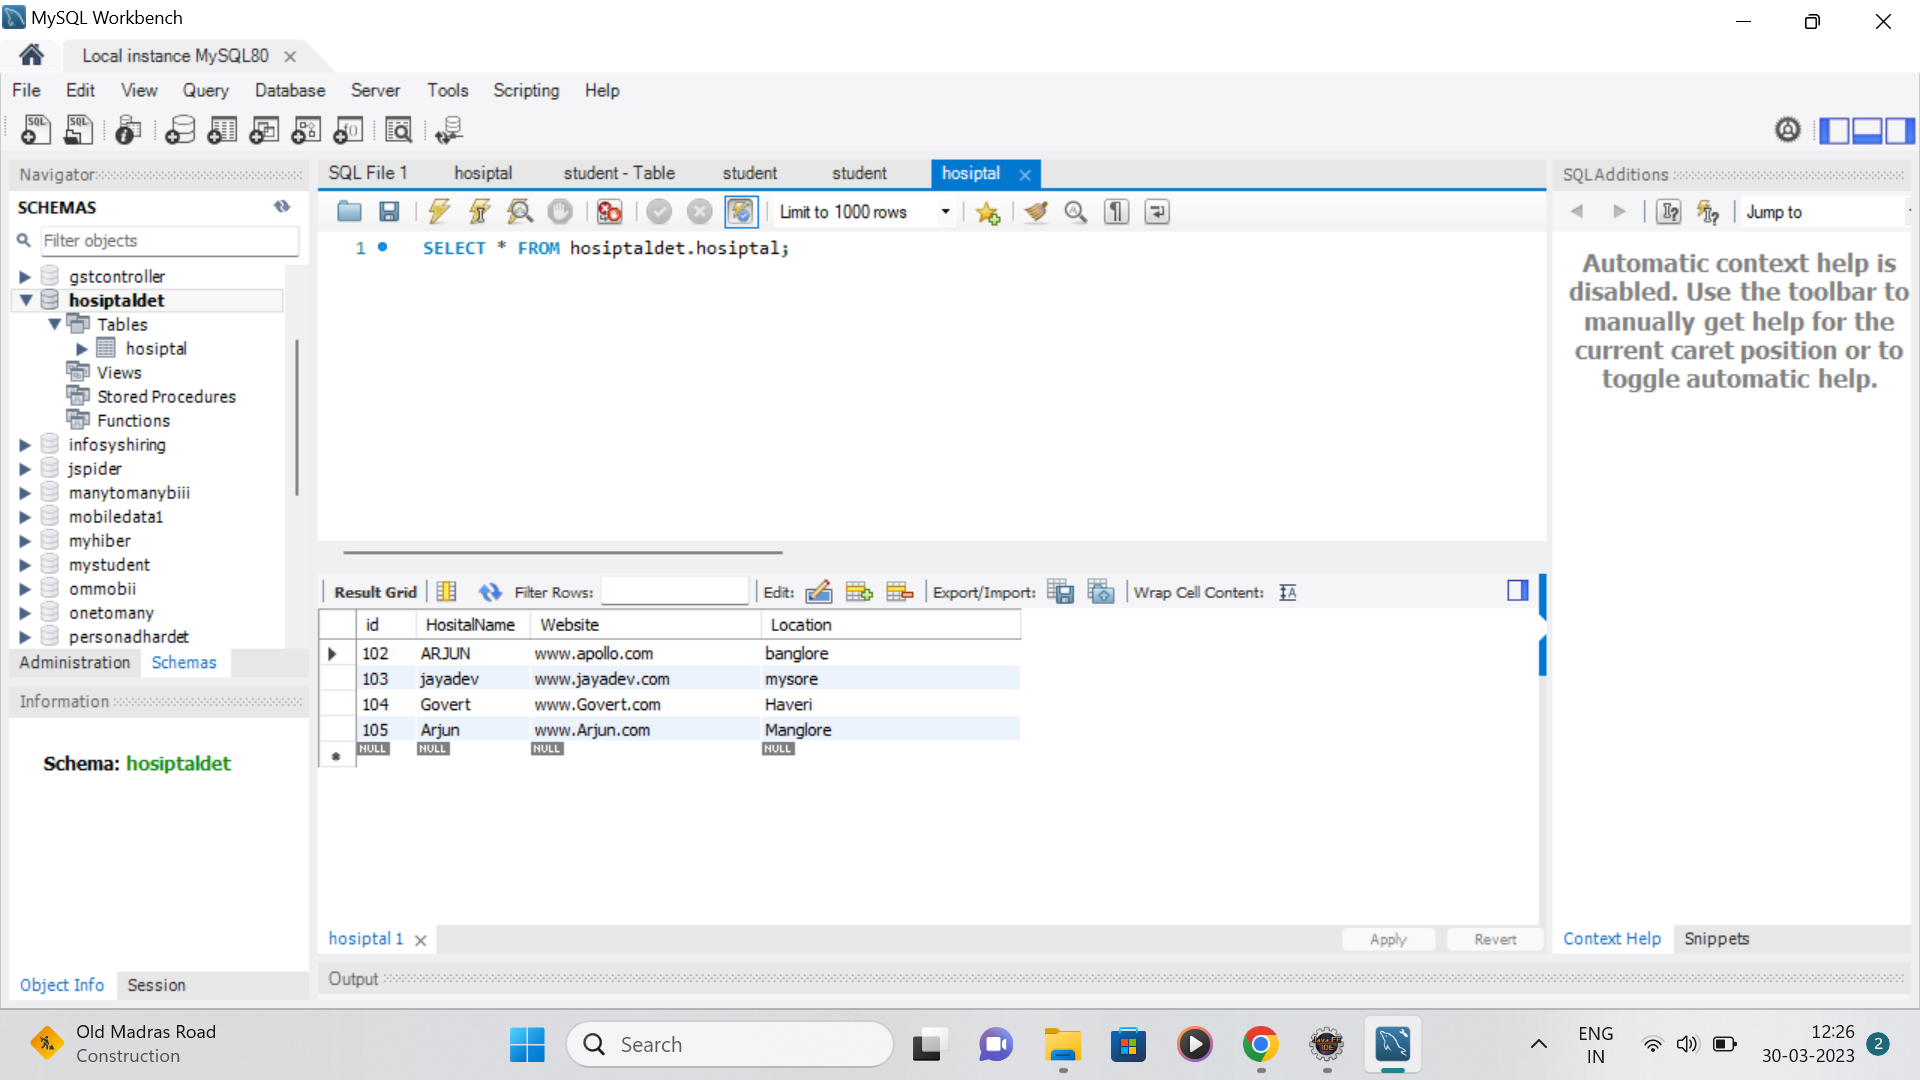 MySQL Workbench
Local instance MySQL80
File Edit View Query Database Server Tools Scripting Help
Navigator
SCHEMAS
Filter objects
gstcontroller
hosiptaldet
Tables
hosiptal
Views
Stored Procedures
Functions
infosyshiring
jspider
manytomanybiii
mobiledata1
myhiber
mystudent
ommobii
onetomany
personadhardet
Administration Schemas
Information
Schema: hosiptaldet
Object Info Session
SQL File 1 hosiptal student - Table student student hosiptal
Limit to 1000 rows
1 SELECT * FROM hosiptaldet.hosiptal;
Result Grid Filter Rows: Edit: Export/Import: Wrap Cell Content:
id HositalName Website Location
102 ARJUN www.apollo.com banglore
103 jayadev www.jayadev.com mysore
104 Govert www.Govert.com Haveri
105 Arjun www.Arjun.com Manglore
NULL NULL NULL NULL
hosiptal 1 Apply Revert
Output
SQLAdditions
Jump to
Automatic context help is
disabled. Use the toolbar to
manually get help for the
current caret position or to
toggle automatic help.
Context Help Snippets
Old Madras Road
Construction
Search
ENG
IN
12:26
30-03-2023
2